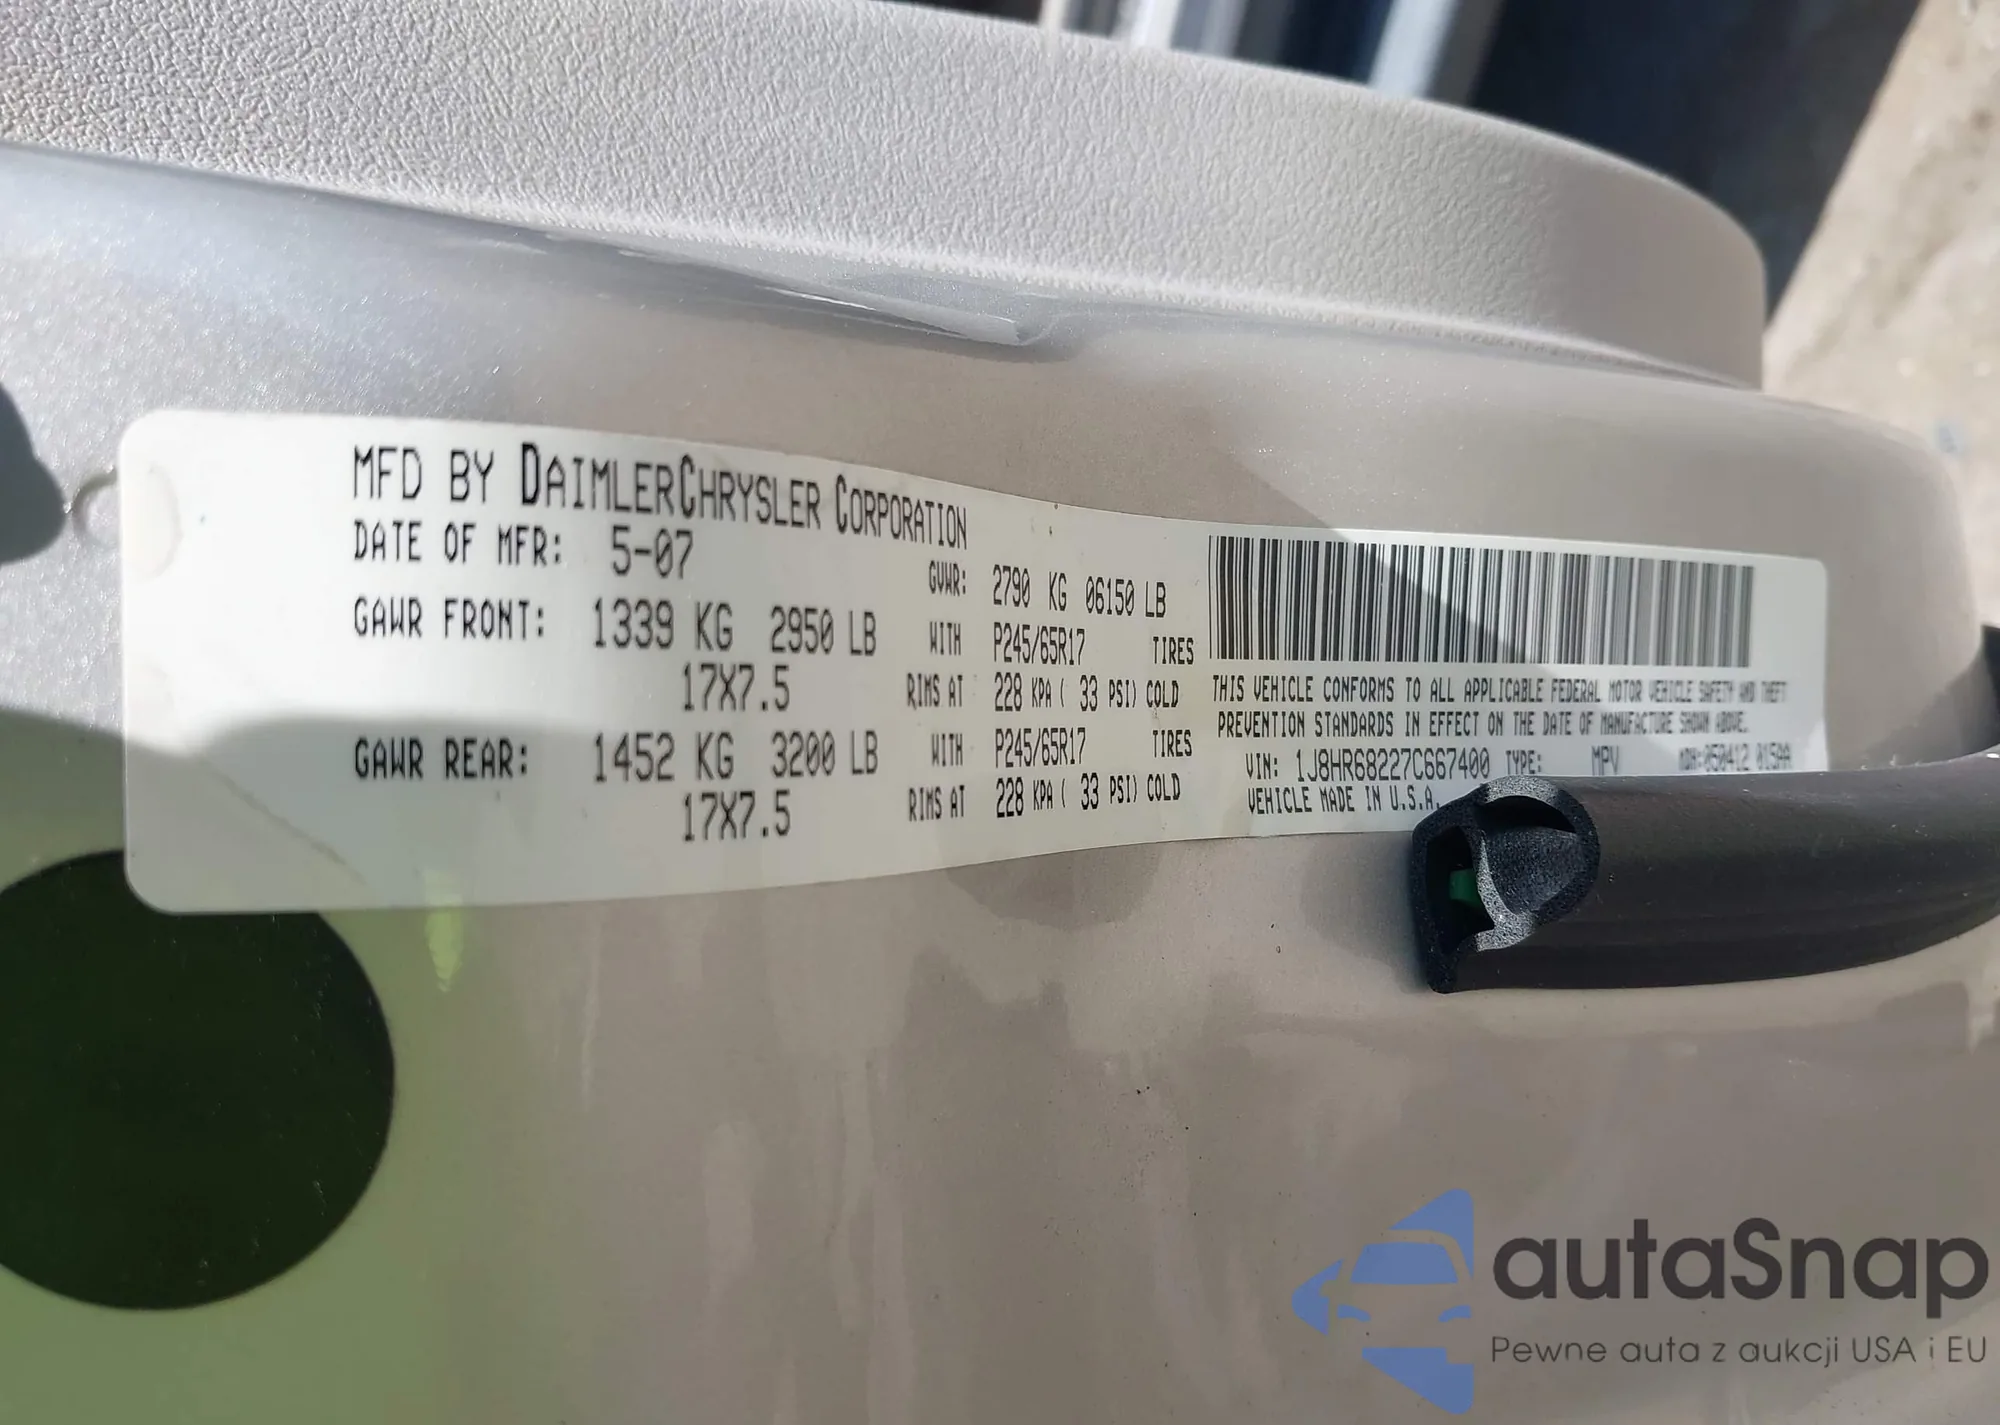 MFD BY DAIMLERCHRYSLER CORPORATION
DATE OF MFR: 5-07 GVWR: 2790 KG 06150 LB
GAWR FRONT: 1339 KG 2950 LB WITH P245/65R17 TIRES
17X7.5 RIMS AT 228 KPA ( 33 PSI) COLD
GAWR REAR: 1452 KG 3200 LB WITH P245/65R17 TIRES
17X7.5 RIMS AT 228 KPA ( 33 PSI) COLD
THIS VEHICLE CONFORMS TO ALL APPLICABLE FEDERAL MOTOR VEHICLE SAFETY AND THEFT
PREVENTION STANDARDS IN EFFECT ON THE DATE OF MANUFACTURE SHOWN ABOVE.
VIN: 1J8HR68227C667400 TYPE: MPV MDH:050412 015AA
VEHICLE MADE IN U.S.A.
autaSnap
Pewne auta z aukcji USA i EU